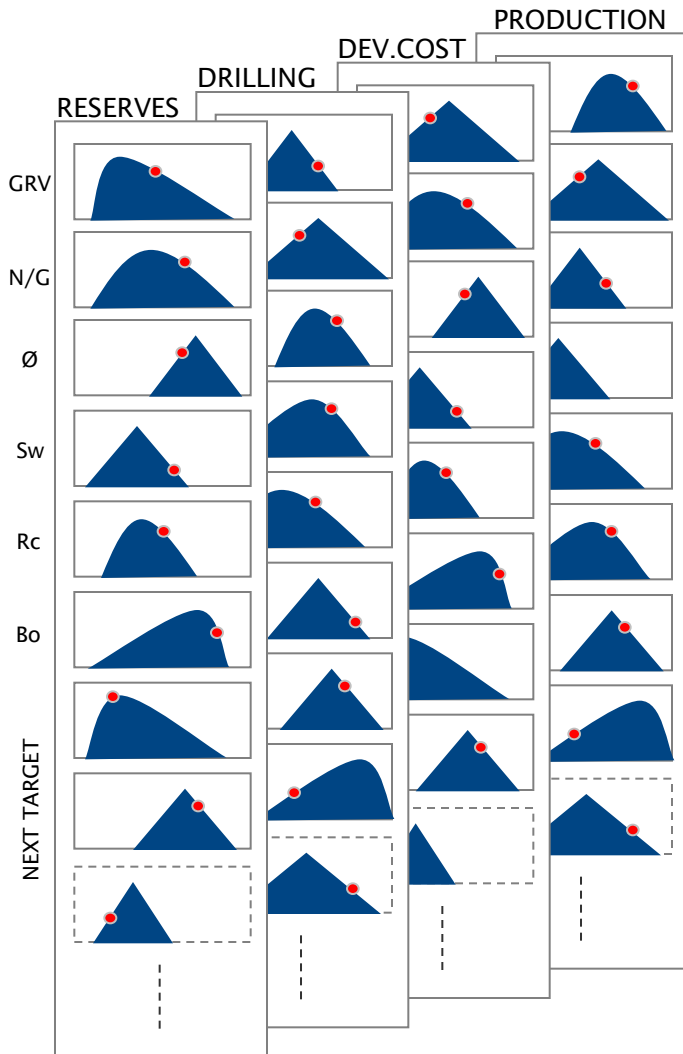 PRODUCTION
DEV.COST
DRILLING
RESERVES
GRV
N/G
Ø
Sw
Rc
Bo
NEXT TARGET